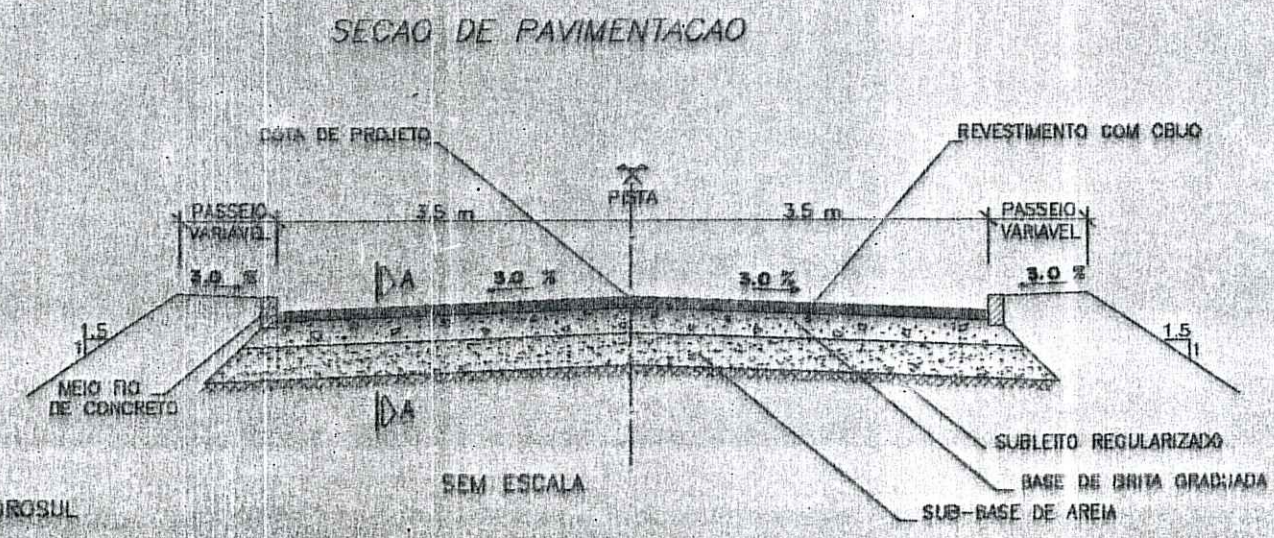 SECAO DE PAVIMENTACAO
COTA DE PROJETO
REVESTIMENTO COM CBUQ
PISTA
PASSEIO
VARIAVEL
3.5 m
3.5 m
PASSEIO
VARIAVEL
3.0 %
A
3.0 %
3.0 %
3.0 %
1.5
1
1.5
1
MEIO FIO
DE CONCRETO
A
SUBLEITO REGULARIZADO
SEM ESCALA
BASE DE BRITA GRADUADA
SUB-BASE DE AREIA
ROSUL